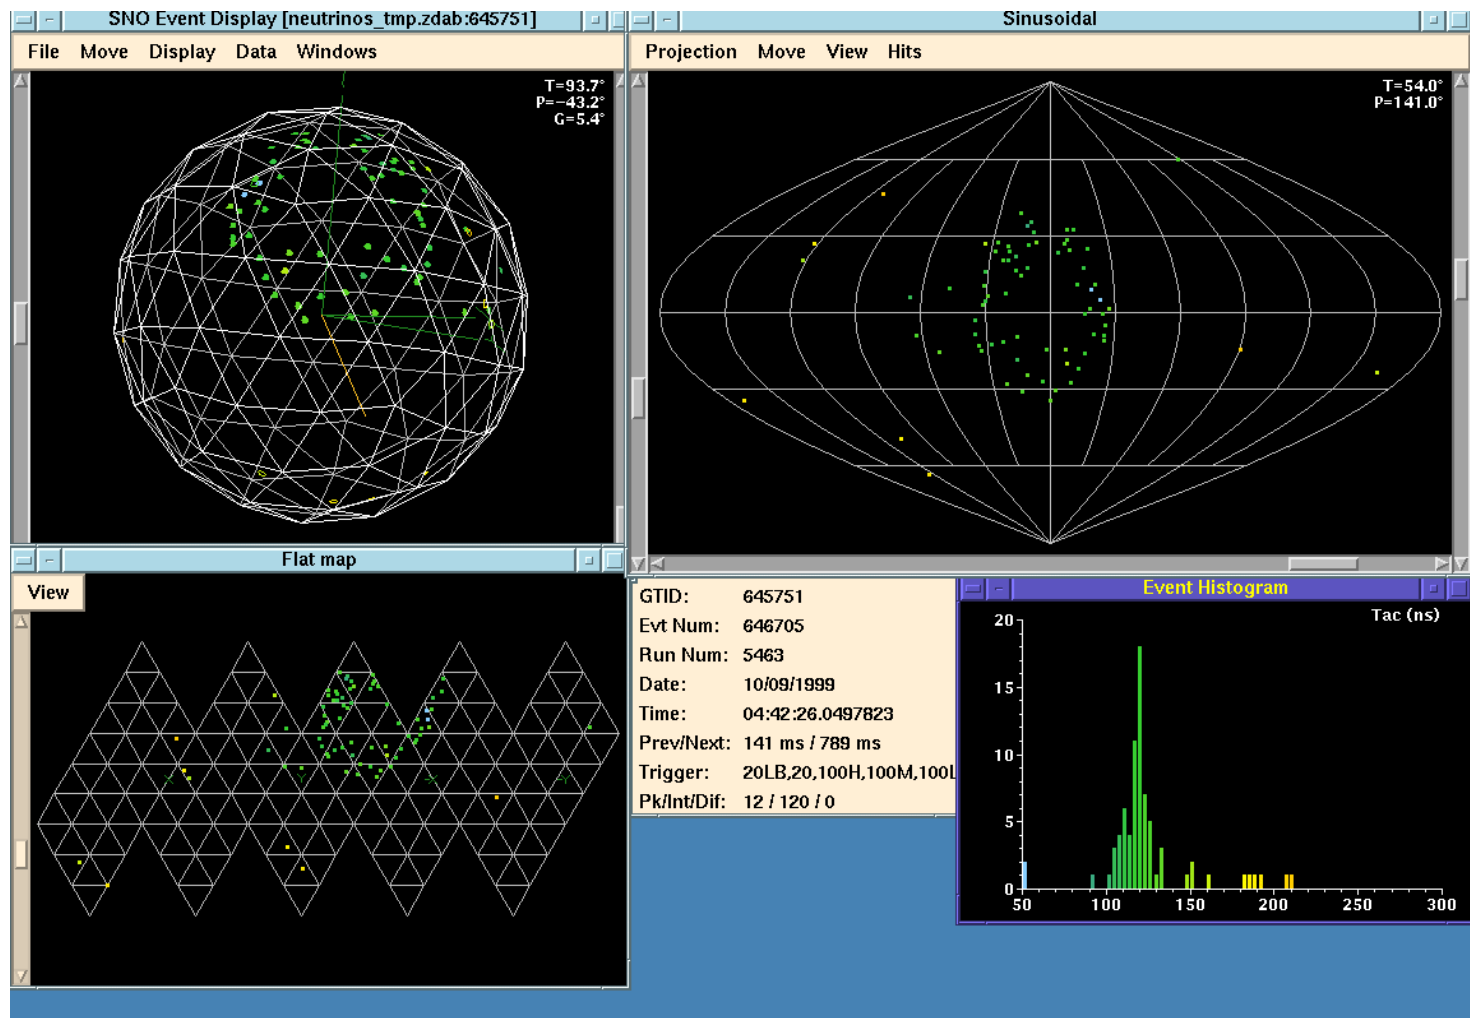 SNO Event Display [neutrinos_tmp.zdab:645751]
File Move Display Data Windows
T=93.7°
P=−43.2°
G=5.4°
Sinusoidal
Projection Move View Hits
T=54.0°
P=141.0°
Flat map
View
X Y -X -Y
GTID: 645751
Evt Num: 646705
Run Num: 5463
Date: 10/09/1999
Time: 04:42:26.0497823
Prev/Next: 141 ms / 789 ms
Trigger: 20LB,20,100H,100M,100L
Pk/Int/Dif: 12 / 120 / 0
Event Histogram
Tac (ns)
20
15
10
5
0
50 100 150 200 250 300